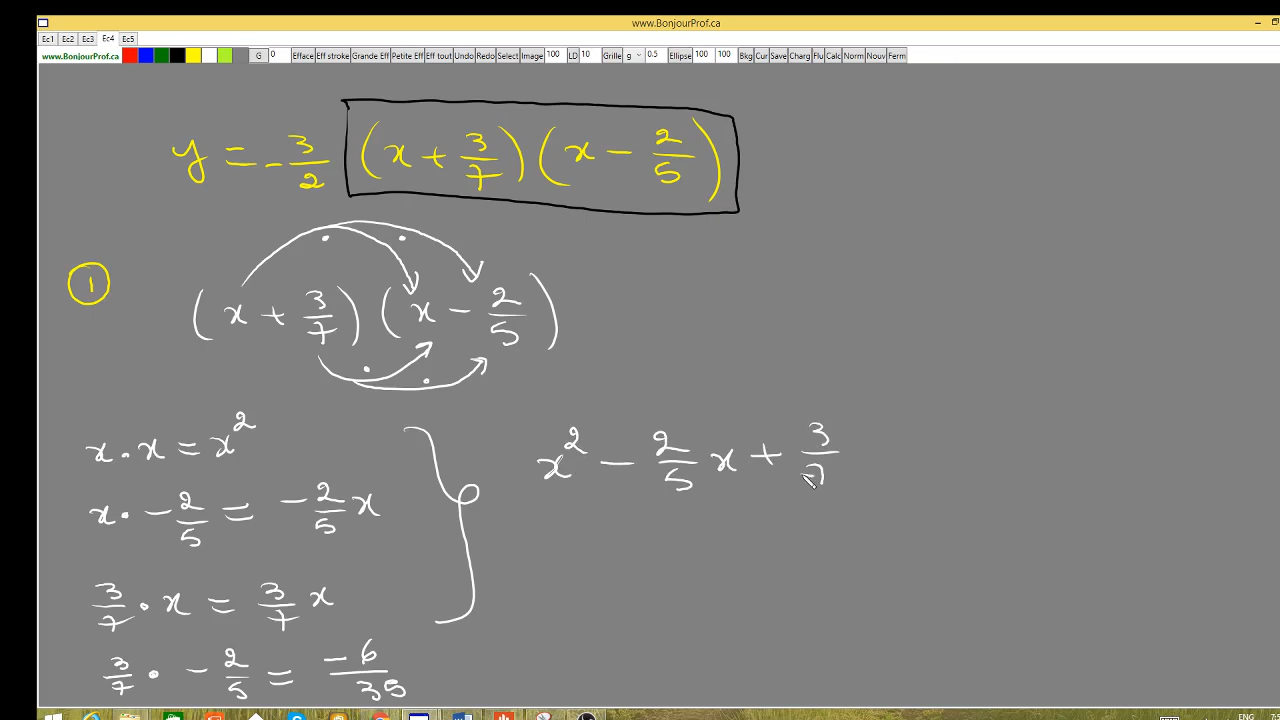 www.BonjourProf.ca
Ec1 Ec2 Ec3 Ec4 Ec5
www.BonjourProf.ca G 0 Efface Eff stroke Grande Eff Petite Eff Eff tout Undo Redo Select Image 100 LD 10 Grille g 0.5 Ellipse 100 100 Bkg Cur Save Charg Flu Calc Norm Nouv Ferm
y = -3/2 (x + 3/7)(x - 2/5)
1
(x + 3/7)(x - 2/5)
x · x = x²
x · -2/5 = -2/5 x
3/7 · x = 3/7 x
3/7 · -2/5 = -6/35
x² - 2/5 x + 3/7
ENG